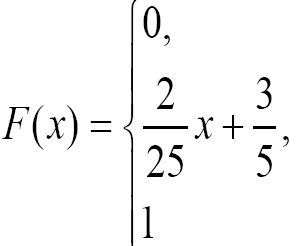 F(x) = { 0,
2/25 x + 3/5,
1